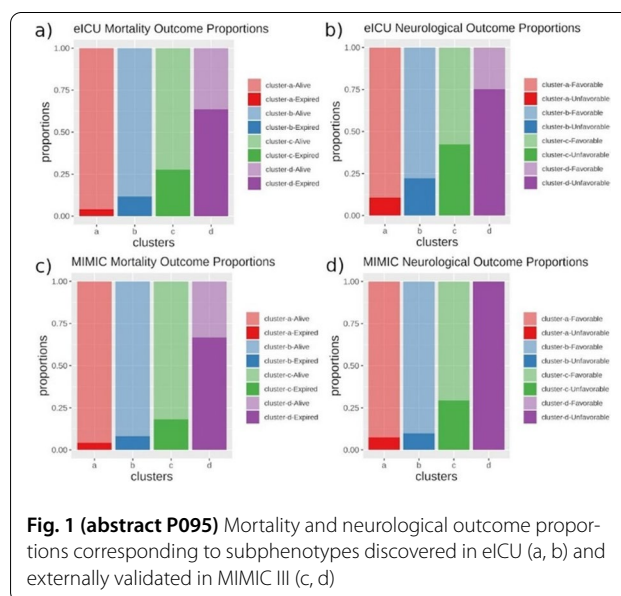 a)
eICU Mortality Outcome Proportions
1.00
0.75
0.50
0.25
0.00
proportions
a b c d
clusters
cluster-a-Alive
cluster-a-Expired
cluster-b-Alive
cluster-b-Expired
cluster-c-Alive
cluster-c-Expired
cluster-d-Alive
cluster-d-Expired
b)
eICU Neurological Outcome Proportions
1.00
0.75
0.50
0.25
0.00
proportions
a b c d
clusters
cluster-a-Favorable
cluster-a-Unfavorable
cluster-b-Favorable
cluster-b-Unfavorable
cluster-c-Favorable
cluster-c-Unfavorable
cluster-d-Favorable
cluster-d-Unfavorable
c)
MIMIC Mortality Outcome Proportions
1.00
0.75
0.50
0.25
0.00
proportions
a b c d
clusters
cluster-a-Alive
cluster-a-Expired
cluster-b-Alive
cluster-b-Expired
cluster-c-Alive
cluster-c-Expired
cluster-d-Alive
cluster-d-Expired
d)
MIMIC Neurological Outcome Proportions
1.00
0.75
0.50
0.25
0.00
proportions
a b c d
clusters
cluster-a-Favorable
cluster-a-Unfavorable
cluster-b-Favorable
cluster-b-Unfavorable
cluster-c-Favorable
cluster-c-Unfavorable
cluster-d-Favorable
cluster-d-Unfavorable
Fig. 1 (abstract P095) Mortality and neurological outcome propor-
tions corresponding to subphenotypes discovered in eICU (a, b) and
externally validated in MIMIC III (c, d)